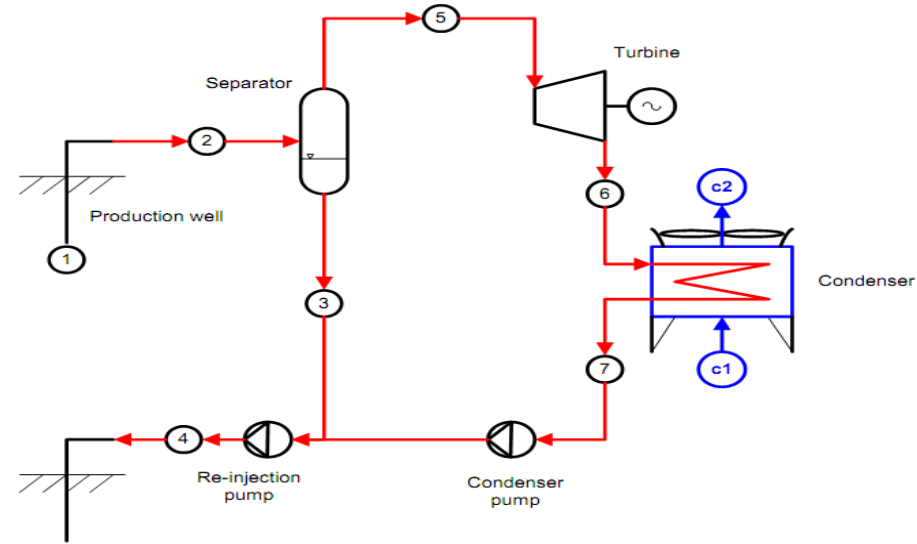 5
Turbine
Separator
2
6
c2
Production well
1
Condenser
3
7
c1
4
Re-injection
pump
Condenser
pump